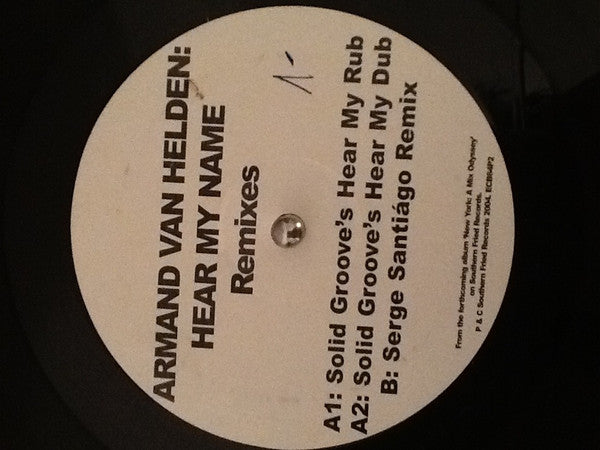 ARMAND VAN HELDEN:
HEAR MY NAME
Remixes
A1: Solid Groove's Hear My Rub
A2: Solid Groove's Hear My Dub
B: Serge Santiágo Remix
From the forthcoming album 'New York: A Mix Odyssey'
on Southern Fried Records.
P & C Southern Fried Records 2004. ECB64P2